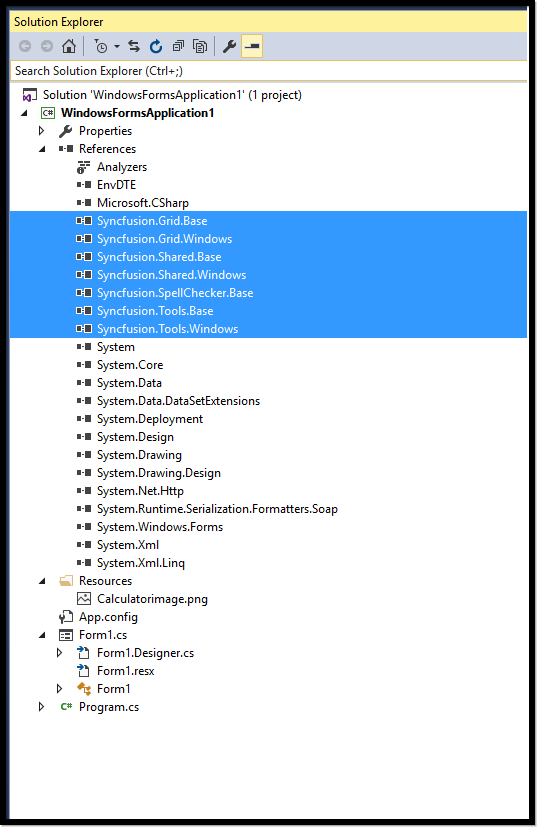 Solution Explorer
Search Solution Explorer (Ctrl+;)
Solution 'WindowsFormsApplication1' (1 project)
C# WindowsFormsApplication1
Properties
References
Analyzers
EnvDTE
Microsoft.CSharp
Syncfusion.Grid.Base
Syncfusion.Grid.Windows
Syncfusion.Shared.Base
Syncfusion.Shared.Windows
Syncfusion.SpellChecker.Base
Syncfusion.Tools.Base
Syncfusion.Tools.Windows
System
System.Core
System.Data
System.Data.DataSetExtensions
System.Deployment
System.Design
System.Drawing
System.Drawing.Design
System.Net.Http
System.Runtime.Serialization.Formatters.Soap
System.Windows.Forms
System.Xml
System.Xml.Linq
Resources
Calculatorimage.png
App.config
Form1.cs
Form1.Designer.cs
Form1.resx
Form1
C# Program.cs